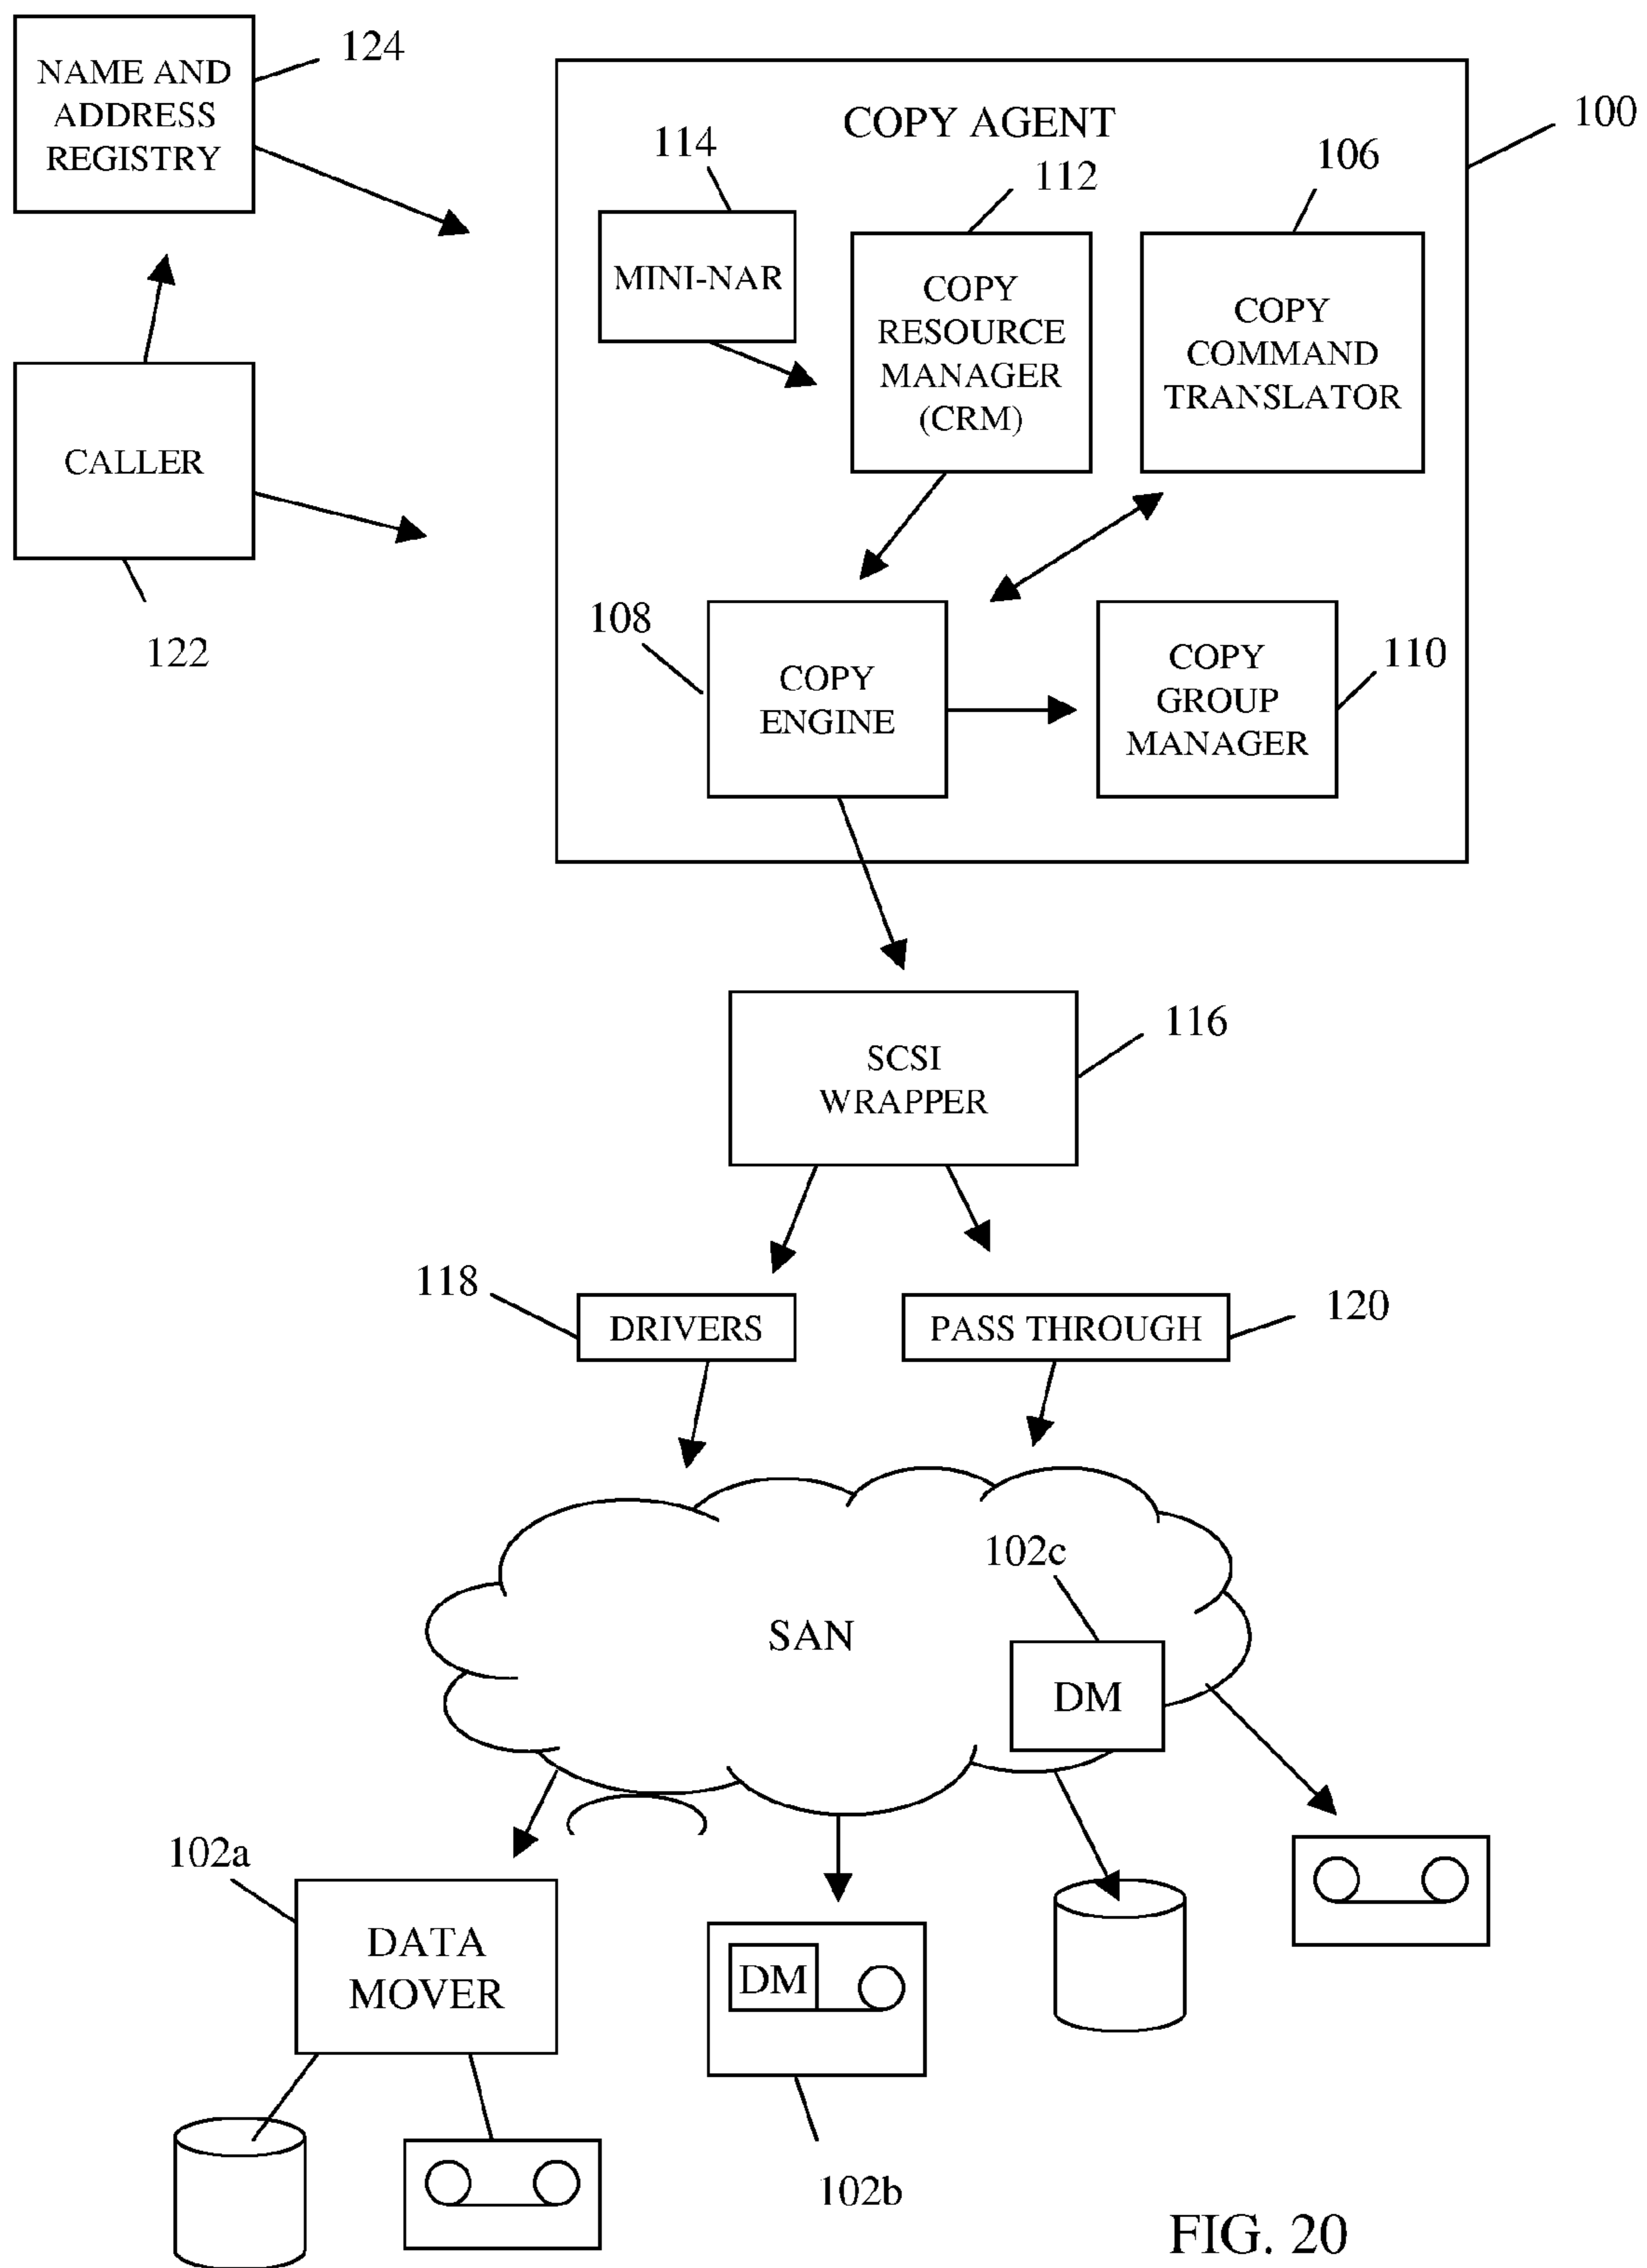 124
NAME AND
ADDRESS
REGISTRY
COPY AGENT
100
114
112
106
MINI-NAR
COPY
RESOURCE
MANAGER
(CRM)
COPY
COMMAND
TRANSLATOR
CALLER
122
108
COPY
ENGINE
COPY
GROUP
MANAGER
110
SCSI
WRAPPER
116
118
DRIVERS
PASS THROUGH
120
102c
SAN
DM
102a
DATA
MOVER
DM
102b
FIG. 20